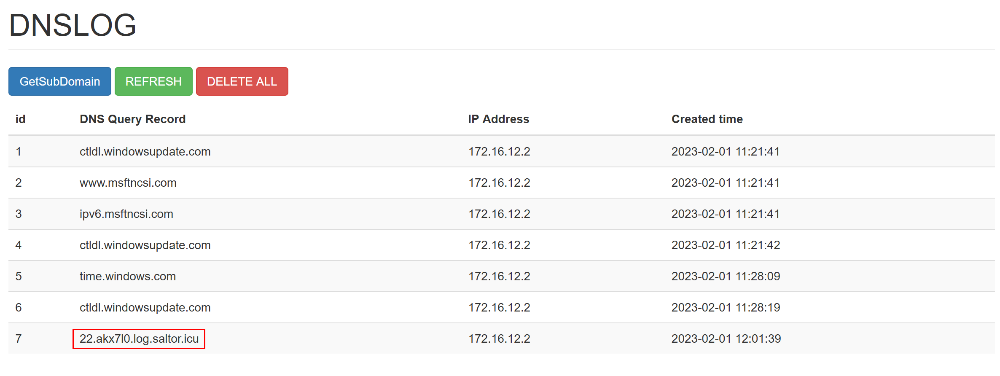 DNSLOG
GetSubDomain REFRESH DELETE ALL
id DNS Query Record IP Address Created time
1 ctldl.windowsupdate.com 172.16.12.2 2023-02-01 11:21:41
2 www.msftncsi.com 172.16.12.2 2023-02-01 11:21:41
3 ipv6.msftncsi.com 172.16.12.2 2023-02-01 11:21:41
4 ctldl.windowsupdate.com 172.16.12.2 2023-02-01 11:21:42
5 time.windows.com 172.16.12.2 2023-02-01 11:28:09
6 ctldl.windowsupdate.com 172.16.12.2 2023-02-01 11:28:19
7 22.akx7l0.log.saltor.icu 172.16.12.2 2023-02-01 12:01:39